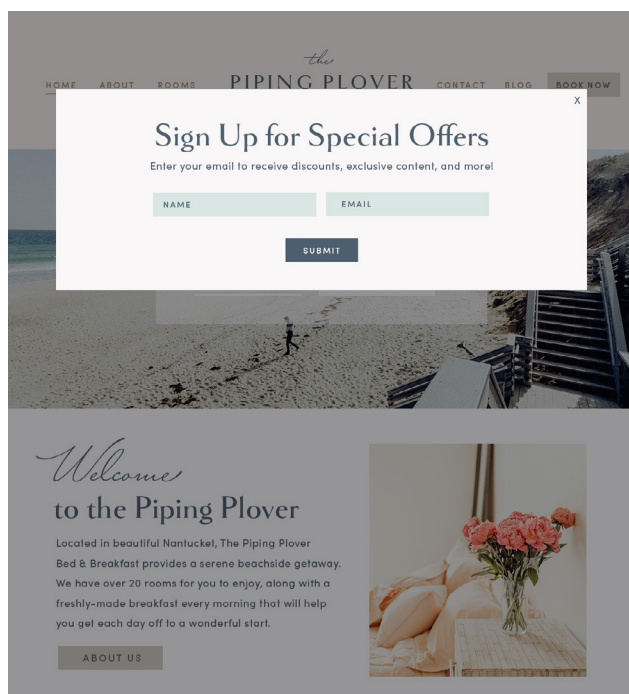 the
PIPING PLOVER
HOME ABOUT ROOMS CONTACT BLOG BOOK NOW
X
Sign Up for Special Offers
Enter your email to receive discounts, exclusive content, and more!
NAME EMAIL
SUBMIT
Welcome
to the Piping Plover
Located in beautiful Nantucket, The Piping Plover
Bed & Breakfast provides a serene beachside getaway.
We have over 20 rooms for you to enjoy, along with a
freshly-made breakfast every morning that will help
you get each day off to a wonderful start.
ABOUT US